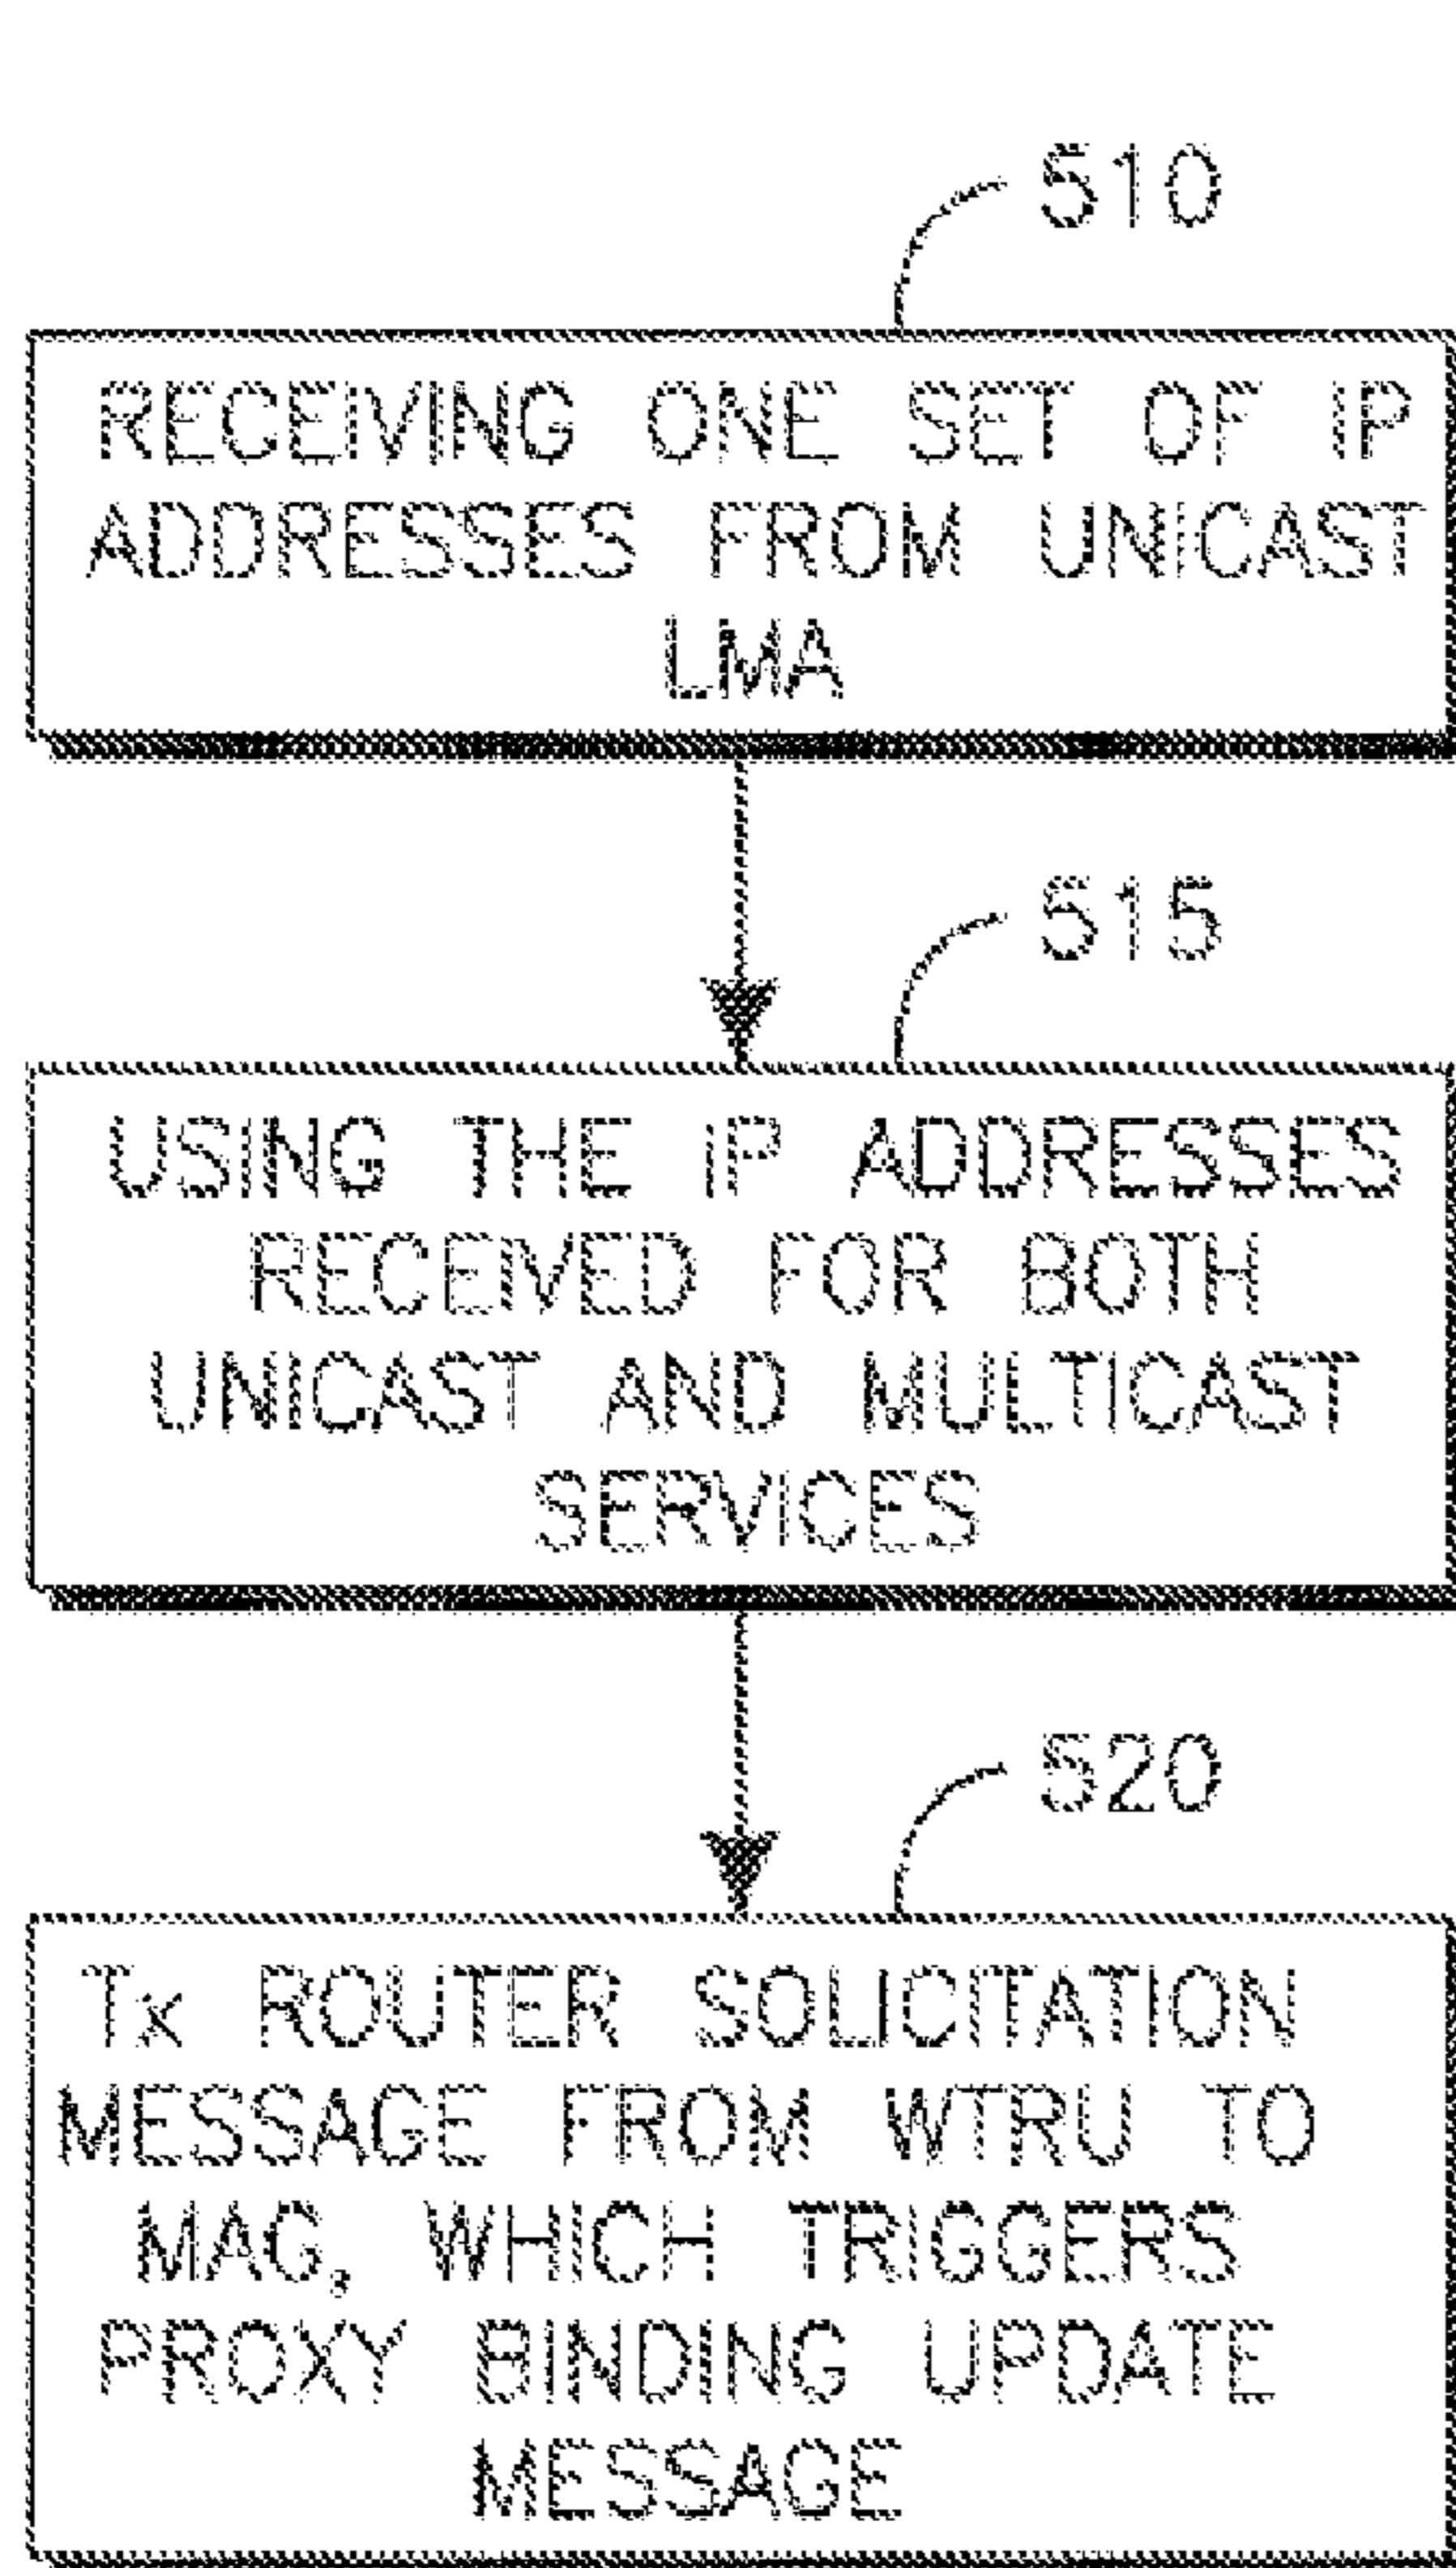 510
RECEIVING ONE SET OF IP
ADDRESSES FROM UNICAST
LMA
515
USING THE IP ADDRESSES
RECEIVED FOR BOTH
UNICAST AND MULTICAST
SERVICES
520
Tx ROUTER SOLICITATION
MESSAGE FROM WTRU TO
MAG, WHICH TRIGGERS
PROXY BINDING UPDATE
MESSAGE